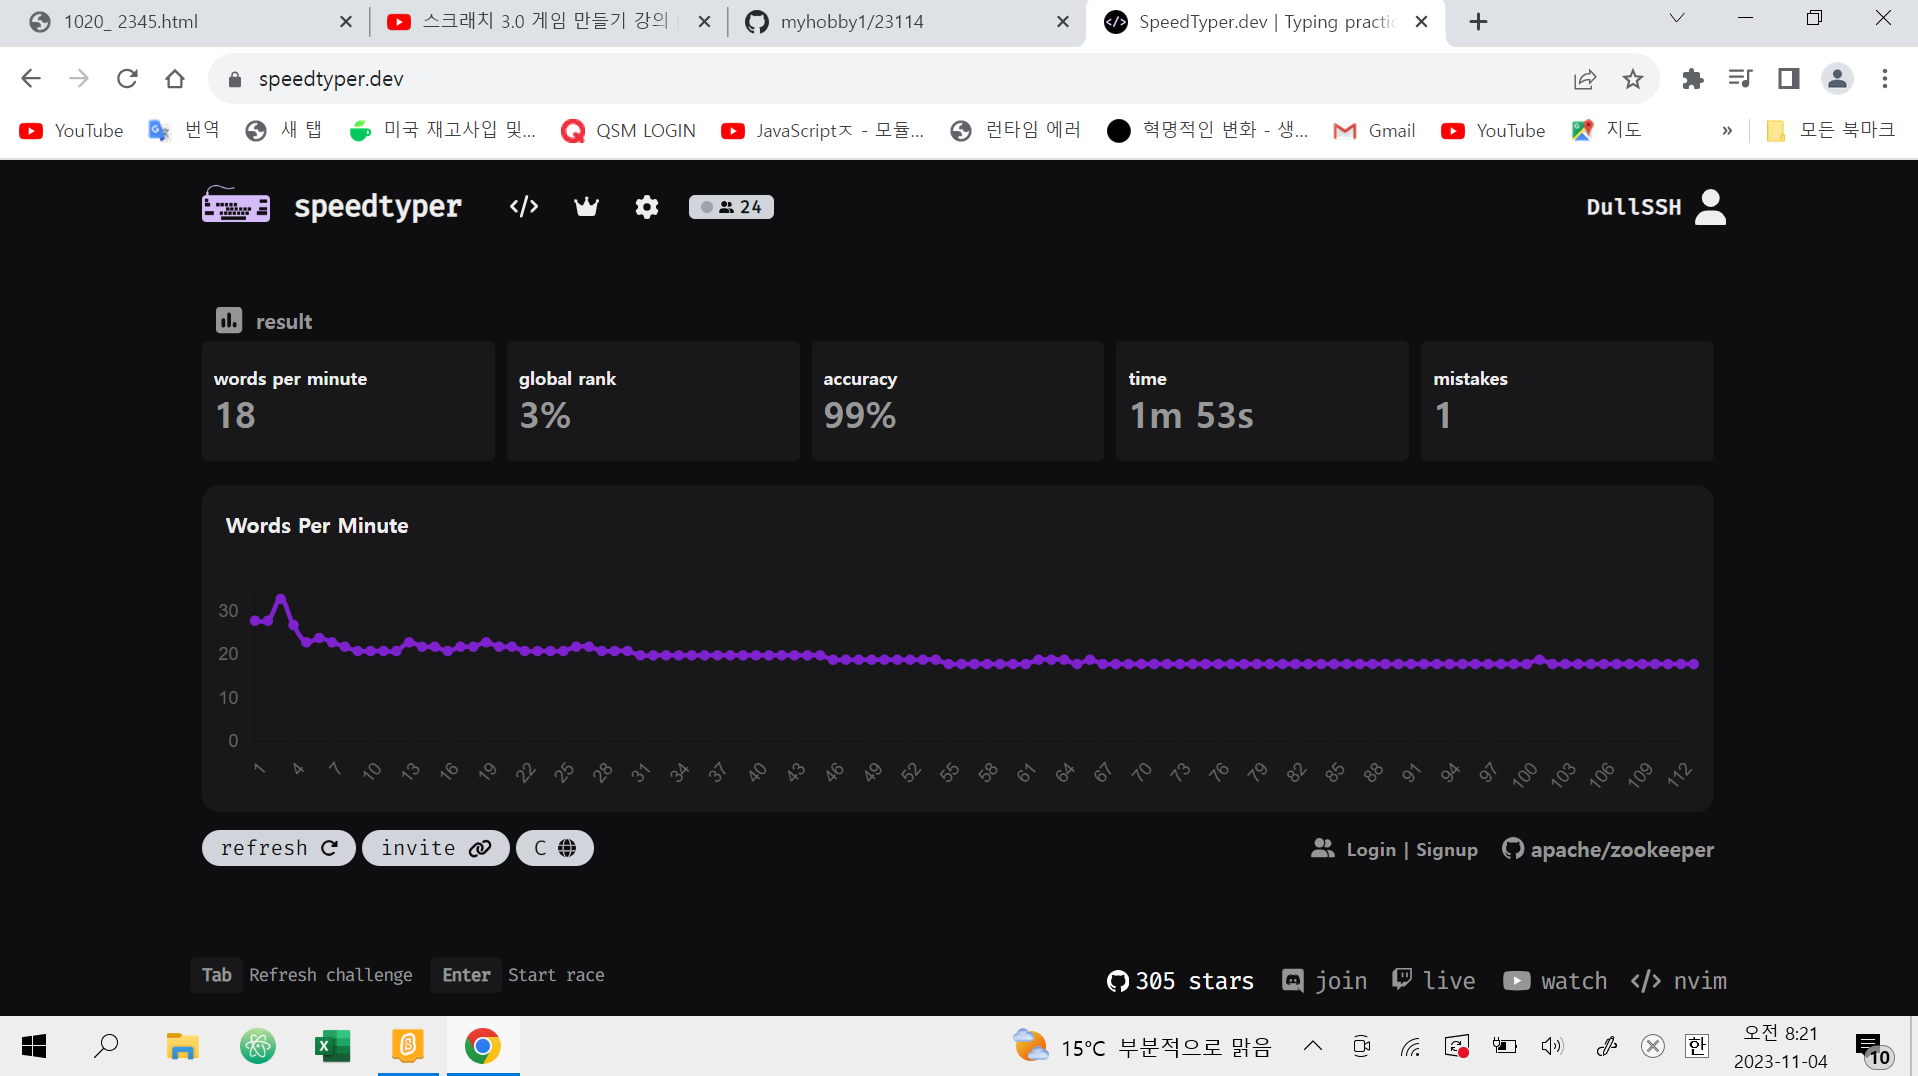 1020_ 2345.html
스크래치 3.0 게임 만들기 강의
myhobby1/23114
SpeedTyper.dev | Typing practic
speedtyper.dev
YouTube
번역
새 탭
미국 재고사입 및...
QSM LOGIN
JavaScriptㅈ - 모듈...
런타임 에러
혁명적인 변화 - 생...
Gmail
YouTube
지도
»
모든 북마크
speedtyper
24
DullSSH
result
words per minute
18
global rank
3%
accuracy
99%
time
1m 53s
mistakes
1
Words Per Minute
30
20
10
0
1 4 7 10 13 16 19 22 25 28 31 34 37 40 43 46 49 52 55 58 61 64 67 70 73 76 79 82 85 88 91 94 97 100 103 106 109 112
refresh
invite
C
Login | Signup
apache/zookeeper
Tab Refresh challenge
Enter Start race
305 stars
join
live
watch
nvim
15°C 부분적으로 맑음
한
오전 8:21
2023-11-04
10